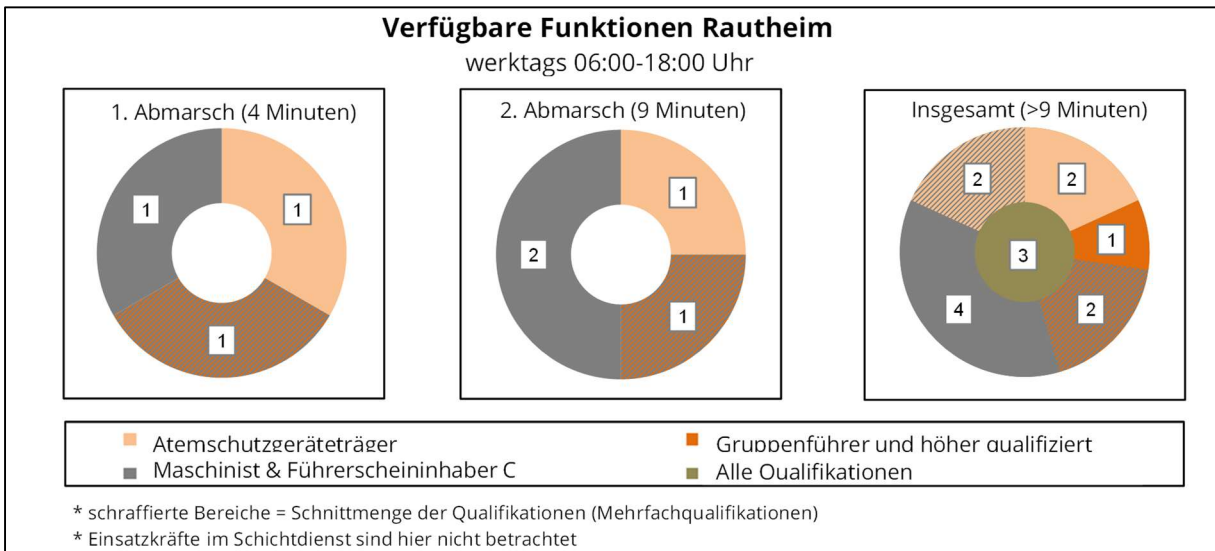 Verfügbare Funktionen Rautheim
werktags 06:00-18:00 Uhr
1. Abmarsch (4 Minuten)
1
1
1
2. Abmarsch (9 Minuten)
1
2
1
Insgesamt (>9 Minuten)
2
2
1
3
4
2
Atemschutzgeräteträger
Gruppenführer und höher qualifiziert
Maschinist & Führerscheininhaber C
Alle Qualifikationen
* schraffierte Bereiche = Schnittmenge der Qualifikationen (Mehrfachqualifikationen)
* Einsatzkräfte im Schichtdienst sind hier nicht betrachtet